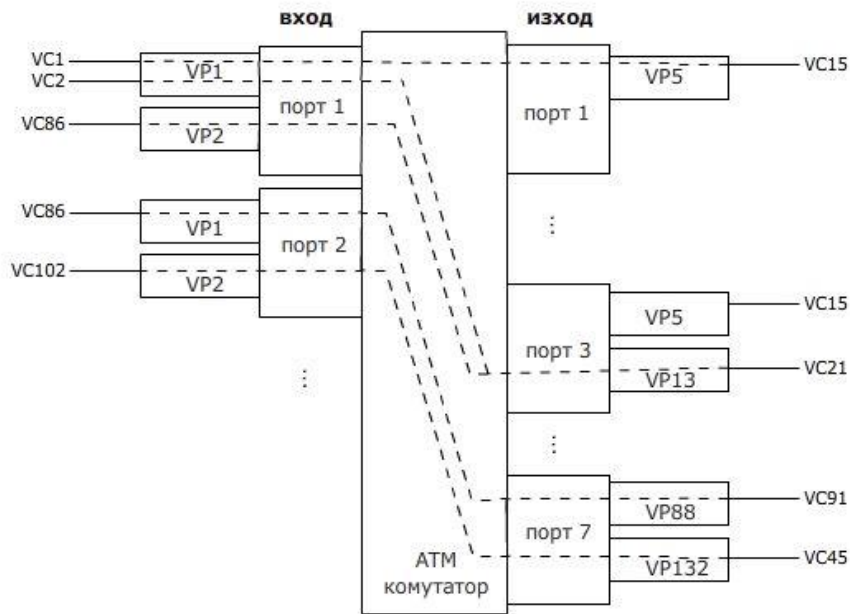 вход
изход
VC1
VC2
VP1
порт 1
VC86
VP2
VC86
VP1
порт 2
VC102
VP2
порт 1
VP5
VC15
порт 3
VP5
VC15
VP13
VC21
порт 7
VP88
VC91
VP132
VC45
ATM
комутатор